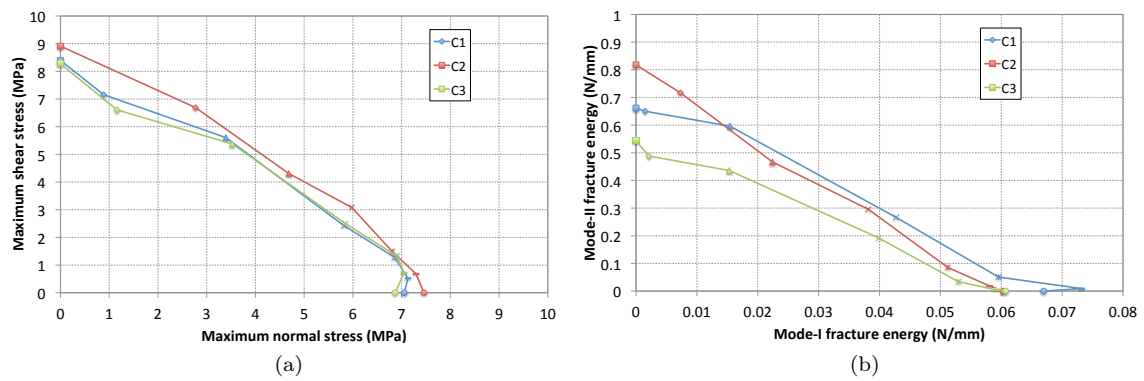 10
9
8
7
6
5
4
3
2
1
0
Maximum shear stress (MPa)
C1
C2
C3
0 1 2 3 4 5 6 7 8 9 10
Maximum normal stress (MPa)
(a)
1
0.9
0.8
0.7
0.6
0.5
0.4
0.3
0.2
0.1
0
Mode-II fracture energy (N/mm)
C1
C2
C3
0 0.01 0.02 0.03 0.04 0.05 0.06 0.07 0.08
Mode-I fracture energy (N/mm)
(b)